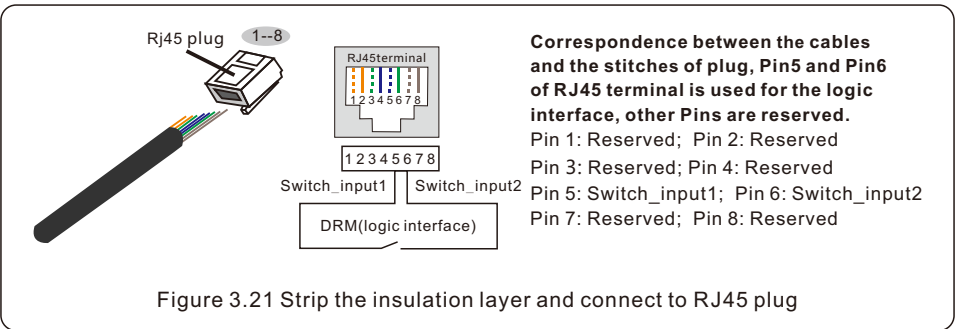 Rj45 plug
1--8
RJ45terminal
12345678
12345678
Switch_input1
Switch_input2
DRM(logic interface)
Correspondence between the cables
and the stitches of plug, Pin5 and Pin6
of RJ45 terminal is used for the logic
interface, other Pins are reserved.
Pin 1: Reserved; Pin 2: Reserved
Pin 3: Reserved; Pin 4: Reserved
Pin 5: Switch_input1; Pin 6: Switch_input2
Pin 7: Reserved; Pin 8: Reserved
Figure 3.21 Strip the insulation layer and connect to RJ45 plug